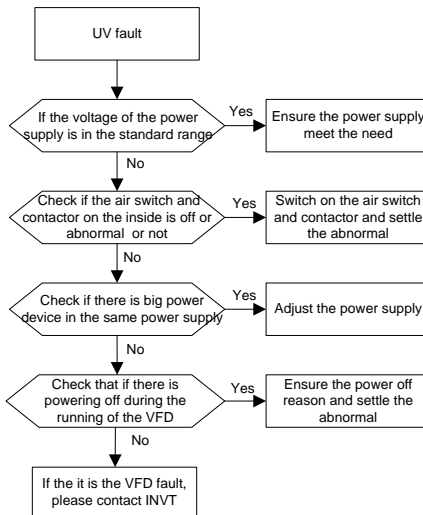 UV fault
If the voltage of the power
supply is in the standard range
Yes
Ensure the power supply
meet the need
No
Check if the air switch and
contactor on the inside is off or
abnormal or not
Yes
Switch on the air switch
and contactor and settle
the abnormal
No
Check if there is big power
device in the same power supply
Yes
Adjust the power supply
No
Check that if there is
powering off during the
running of the VFD
Yes
Ensure the power off
reason and settle the
abnormal
No
If the it is the VFD fault,
please contact INVT